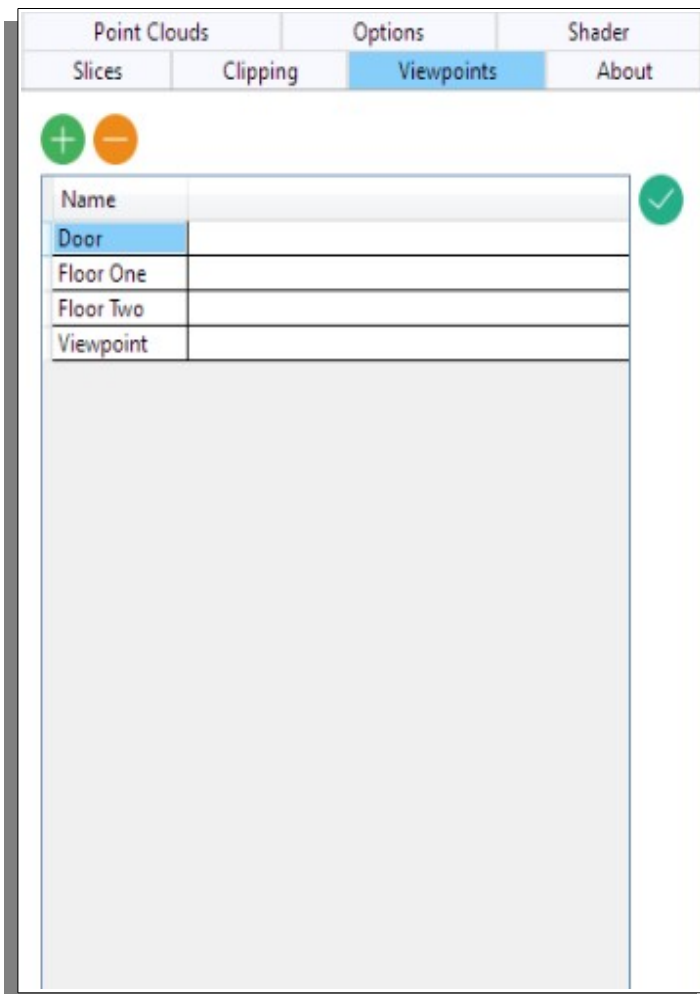 Point Clouds Options Shader
Slices Clipping Viewpoints About
Name
Door
Floor One
Floor Two
Viewpoint